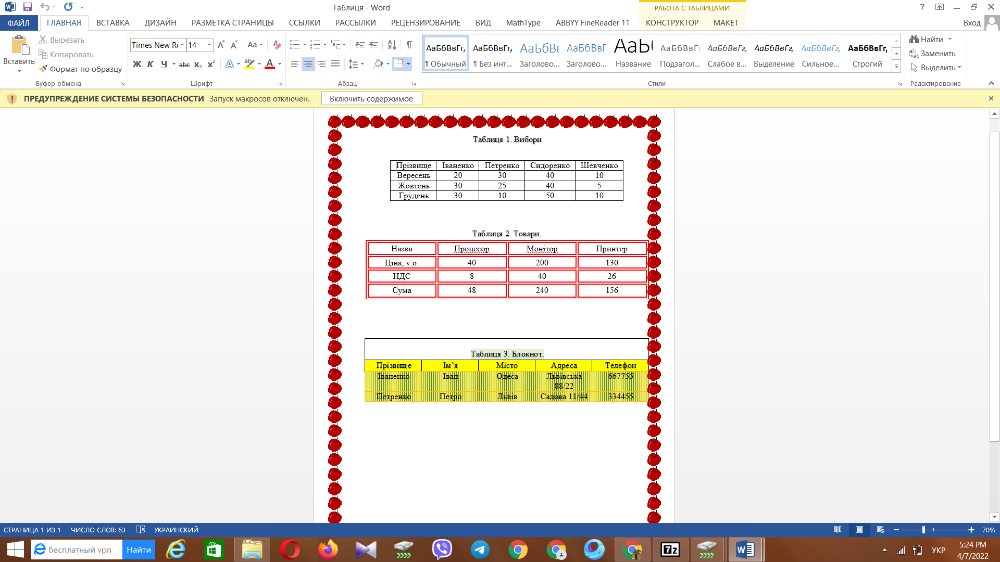 Таблиця - Word
РАБОТА С ТАБЛИЦАМИ
ФАЙЛ ГЛАВНАЯ ВСТАВКА ДИЗАЙН РАЗМЕТКА СТРАНИЦЫ ССЫЛКИ РАССЫЛКИ РЕЦЕНЗИРОВАНИЕ ВИД MathType ABBYY FineReader 11 КОНСТРУКТОР МАКЕТ Вход
Вставить
Вырезать
Копировать
Формат по образцу
Буфер обмена
Times New Rc 14
Шрифт
Абзац
АаБбВвГг, АаБбВвГг, АаБбВв АаБбВвГ АаБ АаБбВвГг АаБбВвГг, АаБбВвГг, АаБбВвГг, АаБбВвГг,
¶ Обычный ¶ Без инт... Заголово... Заголово... Название Подзагол... Слабое в... Выделение Сильное... Строгий
Стили
Найти
Заменить
Выделить
Редактирование
ПРЕДУПРЕЖДЕНИЕ СИСТЕМЫ БЕЗОПАСНОСТИ Запуск макросов отключен. Включить содержимое
Таблиця 1. Вибори
Прізвище Іваненко Петренко Сидоренко Шевченко
Вересень 20 30 40 10
Жовтень 30 25 40 5
Грудень 30 10 50 10
Таблиця 2. Товари.
Назва Процесор Монітор Принтер
Ціна, у.о. 40 200 130
НДС 8 40 26
Сума 48 240 156
Таблиця 3. Блокнот.
Прізвище Ім’я Місто Адреса Телефон
Іваненко Іван Одеса Львівська 88/22 667755
Петренко Петро Львів Садова 11/44 334455
СТРАНИЦА 1 ИЗ 1 ЧИСЛО СЛОВ: 63 УКРАИНСКИЙ 70%
бесплатный vpn Найти
7z
УКР
5:24 PM
4/7/2022